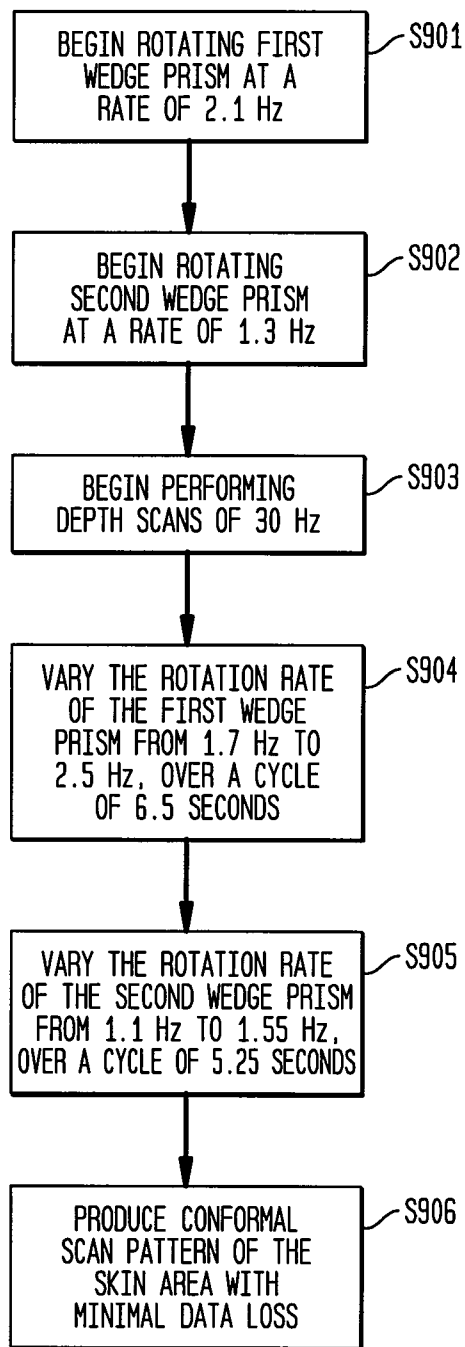 BEGIN ROTATING FIRST
WEDGE PRISM AT A
RATE OF 2.1 Hz
S901
BEGIN ROTATING
SECOND WEDGE PRISM
AT A RATE OF 1.3 Hz
S902
BEGIN PERFORMING
DEPTH SCANS OF 30 Hz
S903
VARY THE ROTATION RATE
OF THE FIRST WEDGE
PRISM FROM 1.7 Hz TO
2.5 Hz, OVER A CYCLE
OF 6.5 SECONDS
S904
VARY THE ROTATION RATE
OF THE SECOND WEDGE PRISM
FROM 1.1 Hz TO 1.55 Hz,
OVER A CYCLE OF 5.25 SECONDS
S905
PRODUCE CONFORMAL
SCAN PATTERN OF THE
SKIN AREA WITH
MINIMAL DATA LOSS
S906